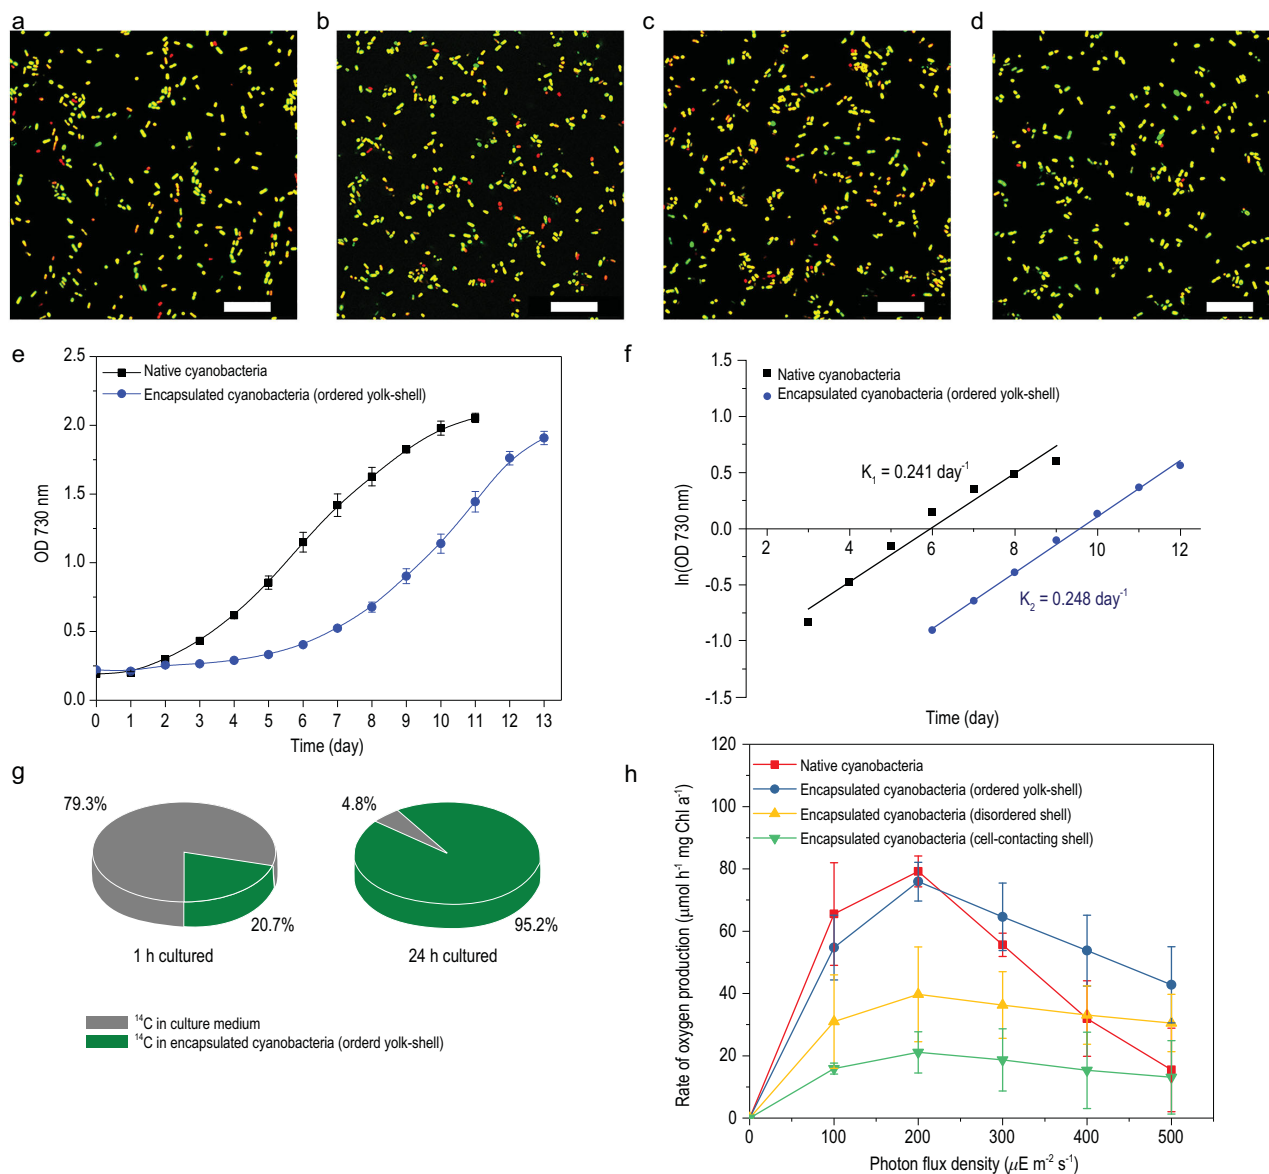 a
b
c
d
e
2.5
2.0
1.5
1.0
0.5
0.0
OD 730 nm
Native cyanobacteria
Encapsulated cyanobacteria (ordered yolk-shell)
0 1 2 3 4 5 6 7 8 9 10 11 12 13
Time (day)
f
1.5
1.0
0.5
0.0
-0.5
-1.0
-1.5
ln(OD 730 nm)
Native cyanobacteria
Encapsulated cyanobacteria (ordered yolk-shell)
K₁ = 0.241 day⁻¹
K₂ = 0.248 day⁻¹
2 4 6 8 10 12
Time (day)
g
79.3%
20.7%
1 h cultured
4.8%
95.2%
24 h cultured
¹⁴C in culture medium
¹⁴C in encapsulated cyanobacteria (orderd yolk-shell)
h
120
100
80
60
40
20
0
Rate of oxygen production (μmol h⁻¹ mg Chl a⁻¹)
Native cyanobacteria
Encapsulated cyanobacteria (ordered yolk-shell)
Encapsulated cyanobacteria (disordered shell)
Encapsulated cyanobacteria (cell-contacting shell)
0 100 200 300 400 500
Photon flux density (μE m⁻² s⁻¹)